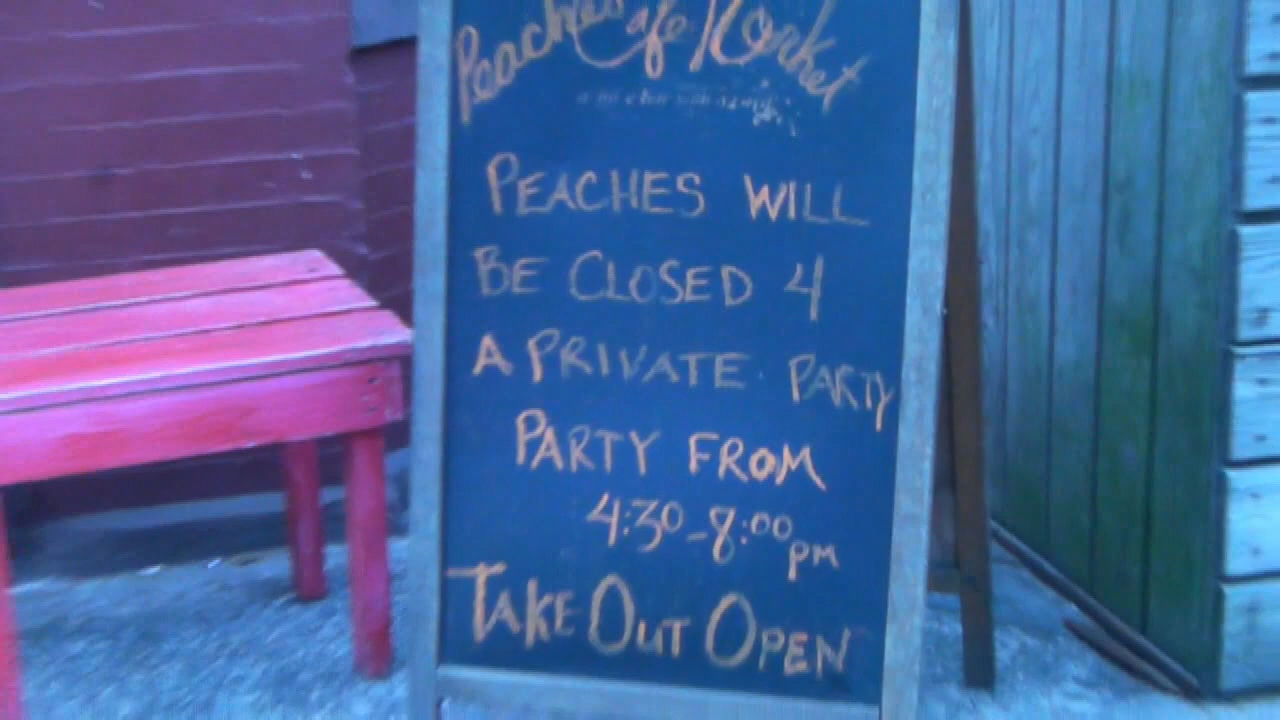 Peaches Cafe Market
PEACHES WILL
BE CLOSED 4
A PRIVATE PARTY
PARTY FROM
4:30-8:00 PM
TAKE OUT OPEN